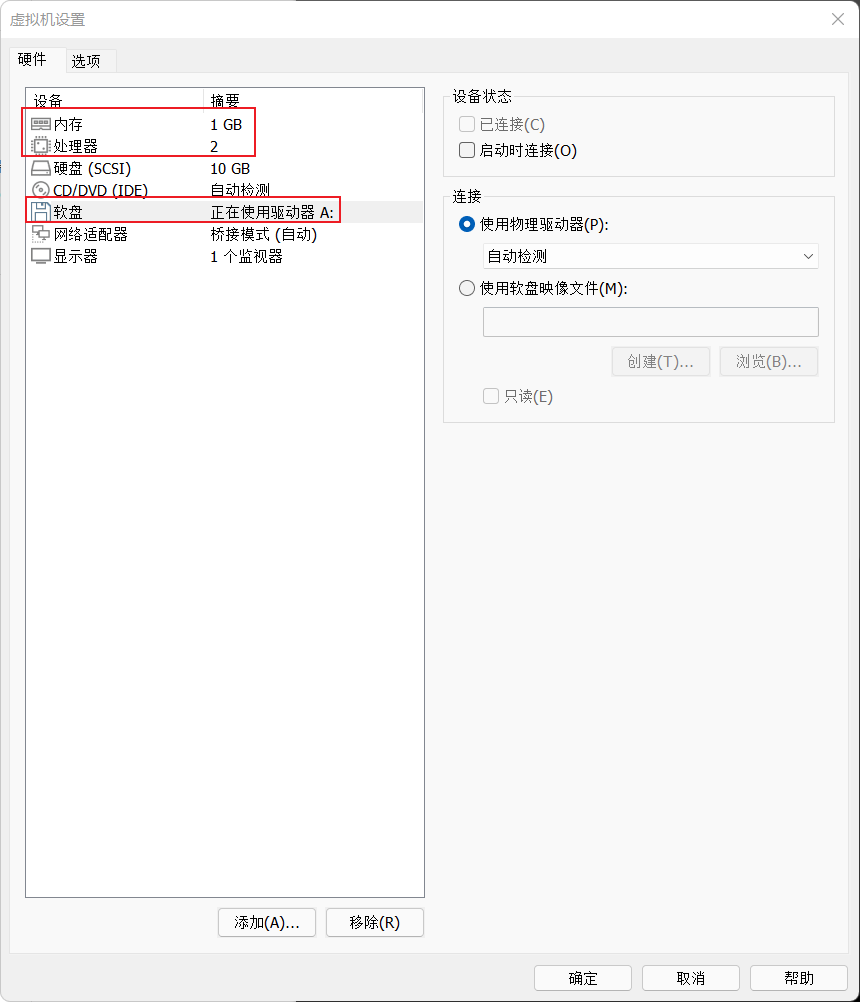 虚拟机设置
硬件 选项
设备 摘要
内存 1 GB
处理器 2
硬盘 (SCSI) 10 GB
CD/DVD (IDE) 自动检测
软盘 正在使用驱动器 A:
网络适配器 桥接模式 (自动)
显示器 1 个监视器
添加(A)... 移除(R)
设备状态
已连接(C)
启动时连接(O)
连接
使用物理驱动器(P):
自动检测
使用软盘映像文件(M):
创建(T)... 浏览(B)...
只读(E)
确定 取消 帮助